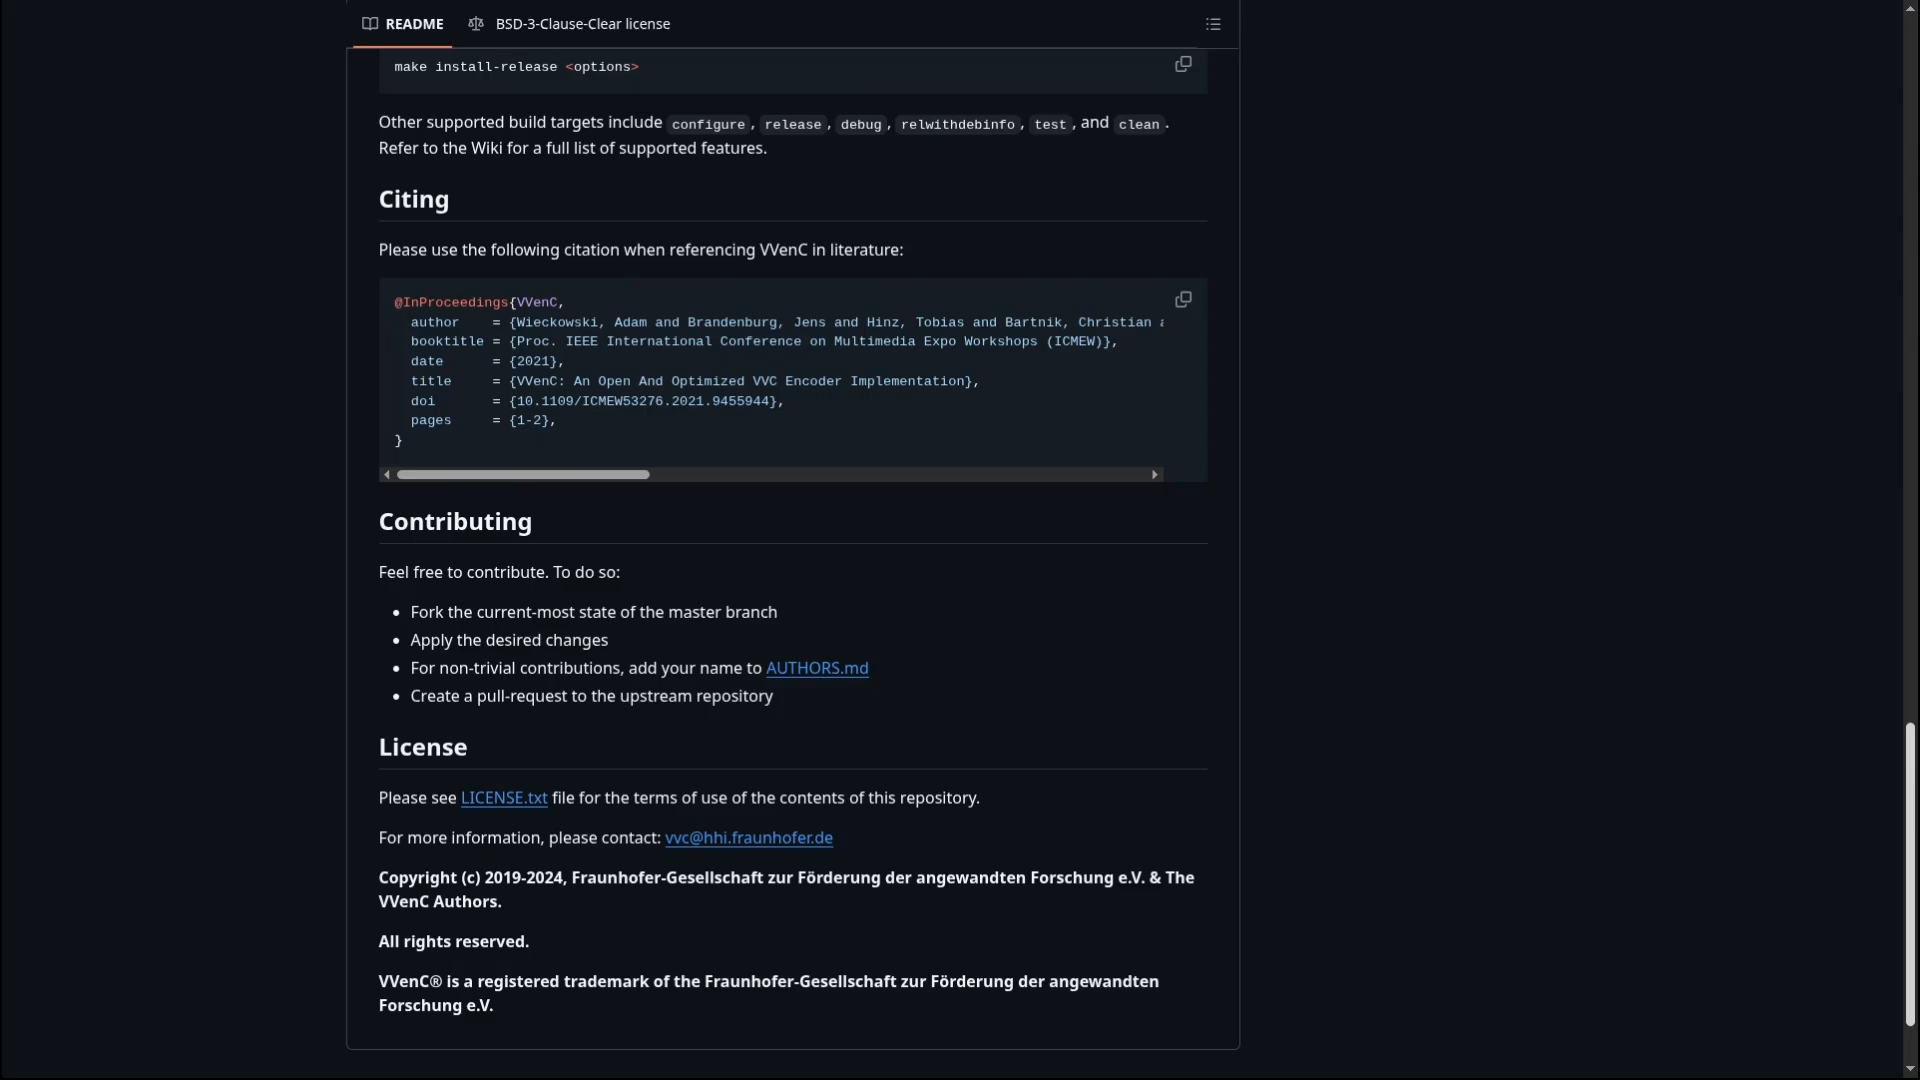 README BSD-3-Clause-Clear license
make install-release <options>
Other supported build targets include configure, release, debug, relwithdebinfo, test, and clean.
Refer to the Wiki for a full list of supported features.
Citing
Please use the following citation when referencing VVenC in literature:
@InProceedings{VVenC,
  author    = {Wieckowski, Adam and Brandenburg, Jens and Hinz, Tobias and Bartnik, Christian
  booktitle = {Proc. IEEE International Conference on Multimedia Expo Workshops (ICMEW)},
  date      = {2021},
  title     = {VVenC: An Open And Optimized VVC Encoder Implementation},
  doi       = {10.1109/ICMEW53276.2021.9455944},
  pages     = {1-2},
}
Contributing
Feel free to contribute. To do so:
• Fork the current-most state of the master branch
• Apply the desired changes
• For non-trivial contributions, add your name to AUTHORS.md
• Create a pull-request to the upstream repository
License
Please see LICENSE.txt file for the terms of use of the contents of this repository.
For more information, please contact: vvc@hhi.fraunhofer.de
Copyright (c) 2019-2024, Fraunhofer-Gesellschaft zur Förderung der angewandten Forschung e.V. & The
VVenC Authors.
All rights reserved.
VVenC® is a registered trademark of the Fraunhofer-Gesellschaft zur Förderung der angewandten
Forschung e.V.